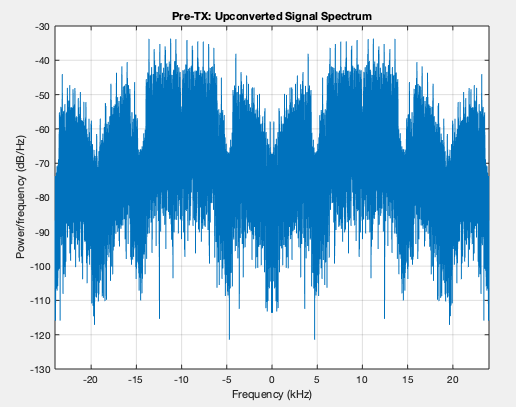 Pre-TX: Upconverted Signal Spectrum
-30
-40
-50
-60
-70
-80
-90
-100
-110
-120
-130
Power/frequency (dB/Hz)
-20 -15 -10 -5 0 5 10 15 20
Frequency (kHz)